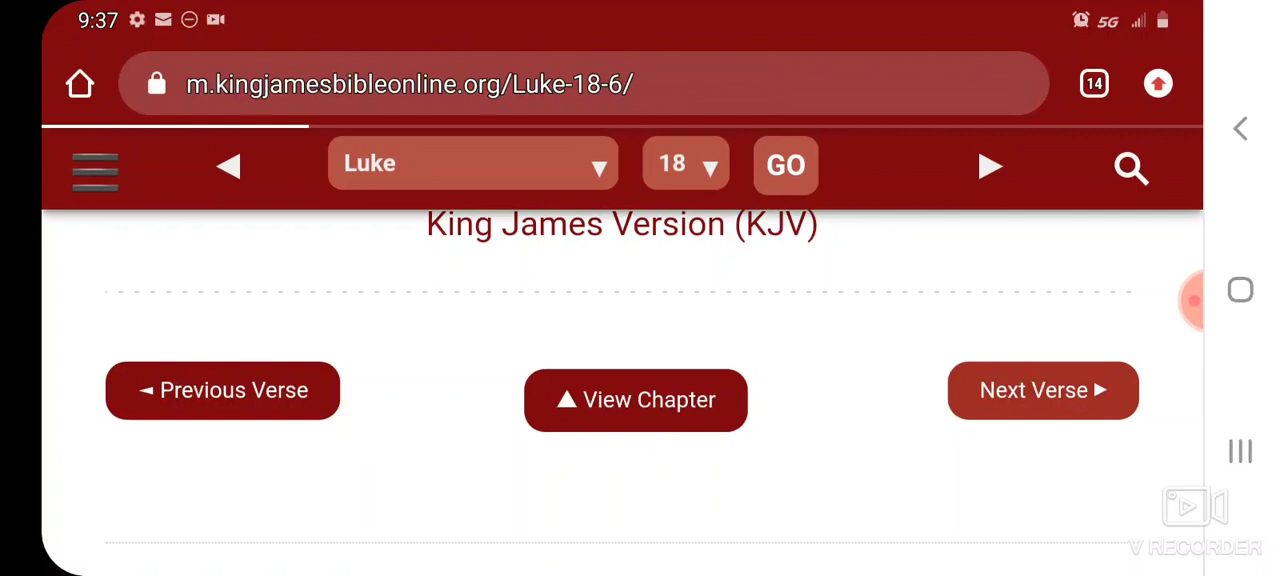 9:37 5G
m.kingjamesbibleonline.org/Luke-18-6/ 14
Luke 18 GO
King James Version (KJV)
Previous Verse View Chapter Next Verse
V RECORDER